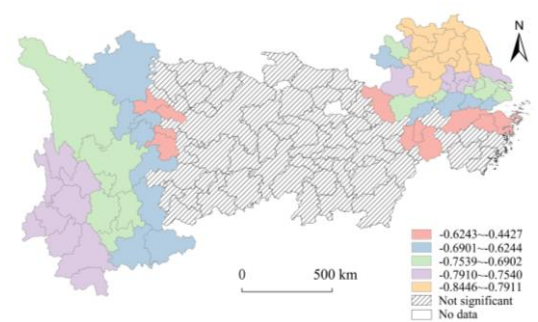 N
-0.6243~-0.4427
-0.6901~-0.6244
-0.7539~-0.6902
-0.7910~-0.7540
-0.8446~-0.7911
Not significant
No data
0 500 km